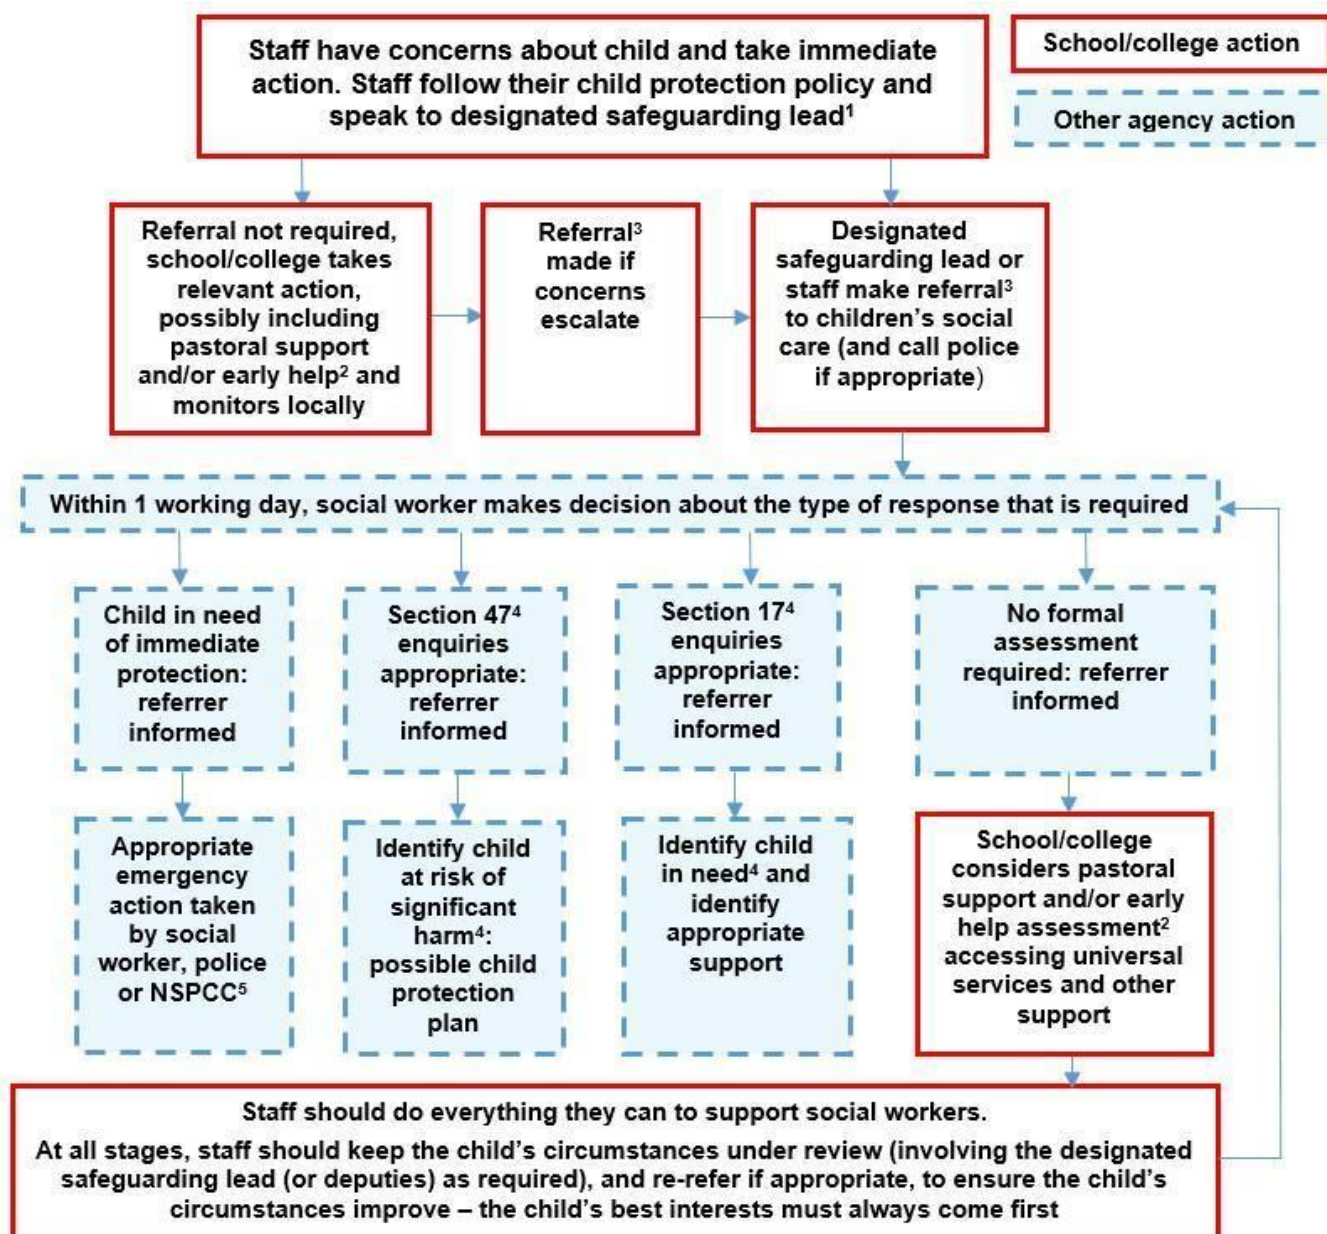 Staff have concerns about child and take immediate
action. Staff follow their child protection policy and
speak to designated safeguarding lead¹
School/college action
Other agency action
Referral not required,
school/college takes
relevant action,
possibly including
pastoral support
and/or early help² and
monitors locally
Referral³
made if
concerns
escalate
Designated
safeguarding lead or
staff make referral³
to children’s social
care (and call police
if appropriate)
Within 1 working day, social worker makes decision about the type of response that is required
Child in need
of immediate
protection:
referrer
informed
Section 47⁴
enquiries
appropriate:
referrer
informed
Section 17⁴
enquiries
appropriate:
referrer
informed
No formal
assessment
required: referrer
informed
Appropriate
emergency
action taken
by social
worker, police
or NSPCC⁵
Identify child
at risk of
significant
harm⁴:
possible child
protection
plan
Identify child
in need⁴ and
identify
appropriate
support
School/college
considers pastoral
support and/or early
help assessment²
accessing universal
services and other
support
Staff should do everything they can to support social workers.
At all stages, staff should keep the child’s circumstances under review (involving the designated
safeguarding lead (or deputies) as required), and re-refer if appropriate, to ensure the child’s
circumstances improve – the child’s best interests must always come first